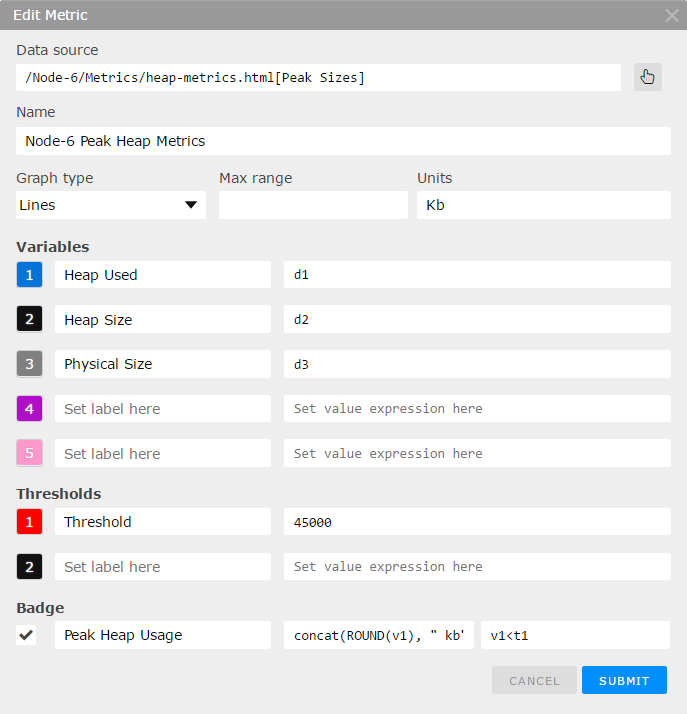 Edit Metric
Data source
/Node-6/Metrics/heap-metrics.html[Peak Sizes]
Name
Node-6 Peak Heap Metrics
Graph type Max range Units
Lines Kb
Variables
1 Heap Used d1
2 Heap Size d2
3 Physical Size d3
4 Set label here Set value expression here
5 Set label here Set value expression here
Thresholds
1 Threshold 45000
2 Set label here Set value expression here
Badge
Peak Heap Usage concat(ROUND(v1), " kb' v1<t1
CANCEL SUBMIT